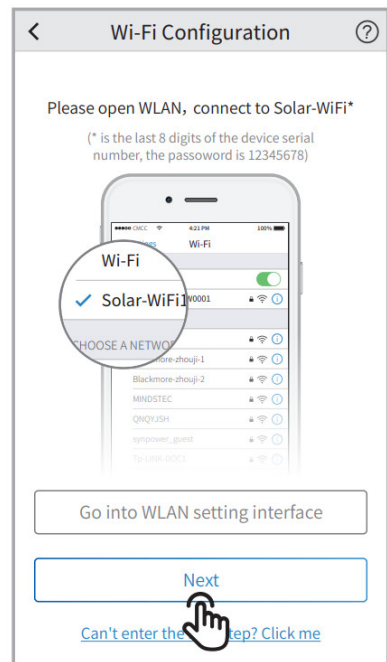 Wi-Fi Configuration ?
Please open WLAN, connect to Solar-WiFi*
(* is the last 8 digits of the device serial
number, the passoword is 12345678)
CMCC 4:21 PM 100%
Wi-Fi
Wi-Fi
Solar-WiFi1 W0001
CHOOSE A NETWO
zhouji-1
Blackmore-zhouji-2
MINDSTEC
QNQYJSH
synpower_guest
Go into WLAN setting interface
Next
Can't enter the tep? Click me